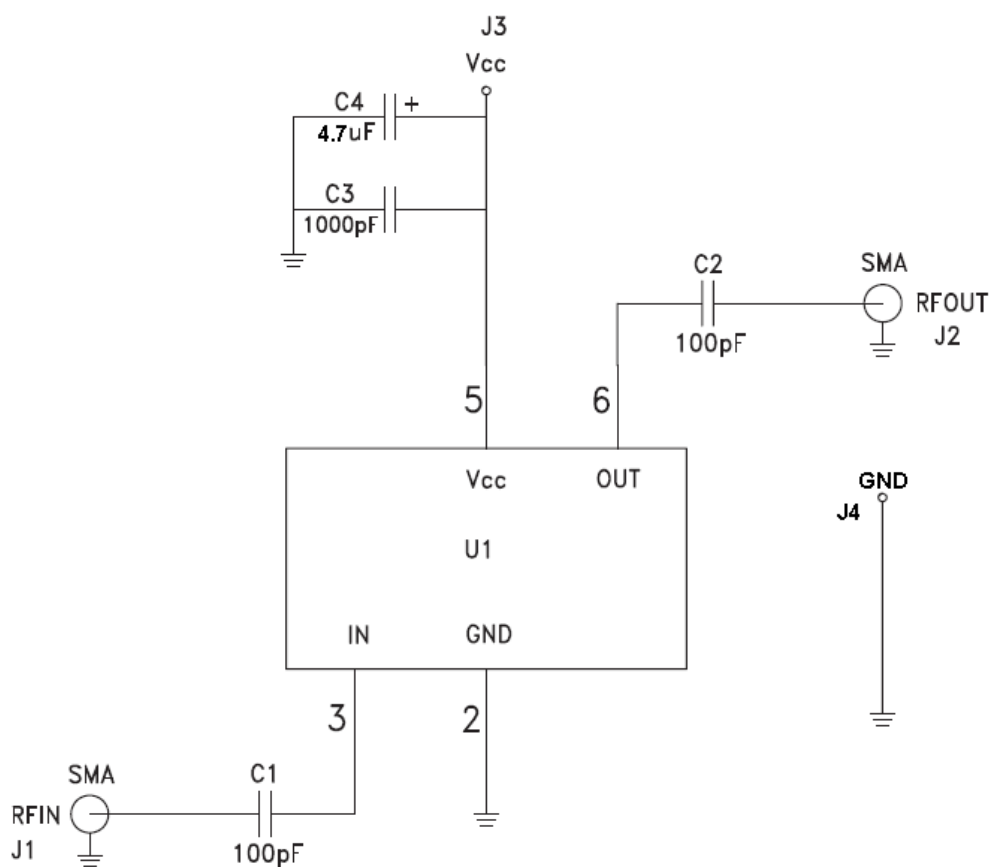 J3
Vcc
C4 +
4.7uF
C3
1000pF
C2
100pF
SMA
RFOUT
J2
5
6
Vcc
OUT
U1
IN
GND
GND
J4
3
2
SMA
RFIN
J1
C1
100pF